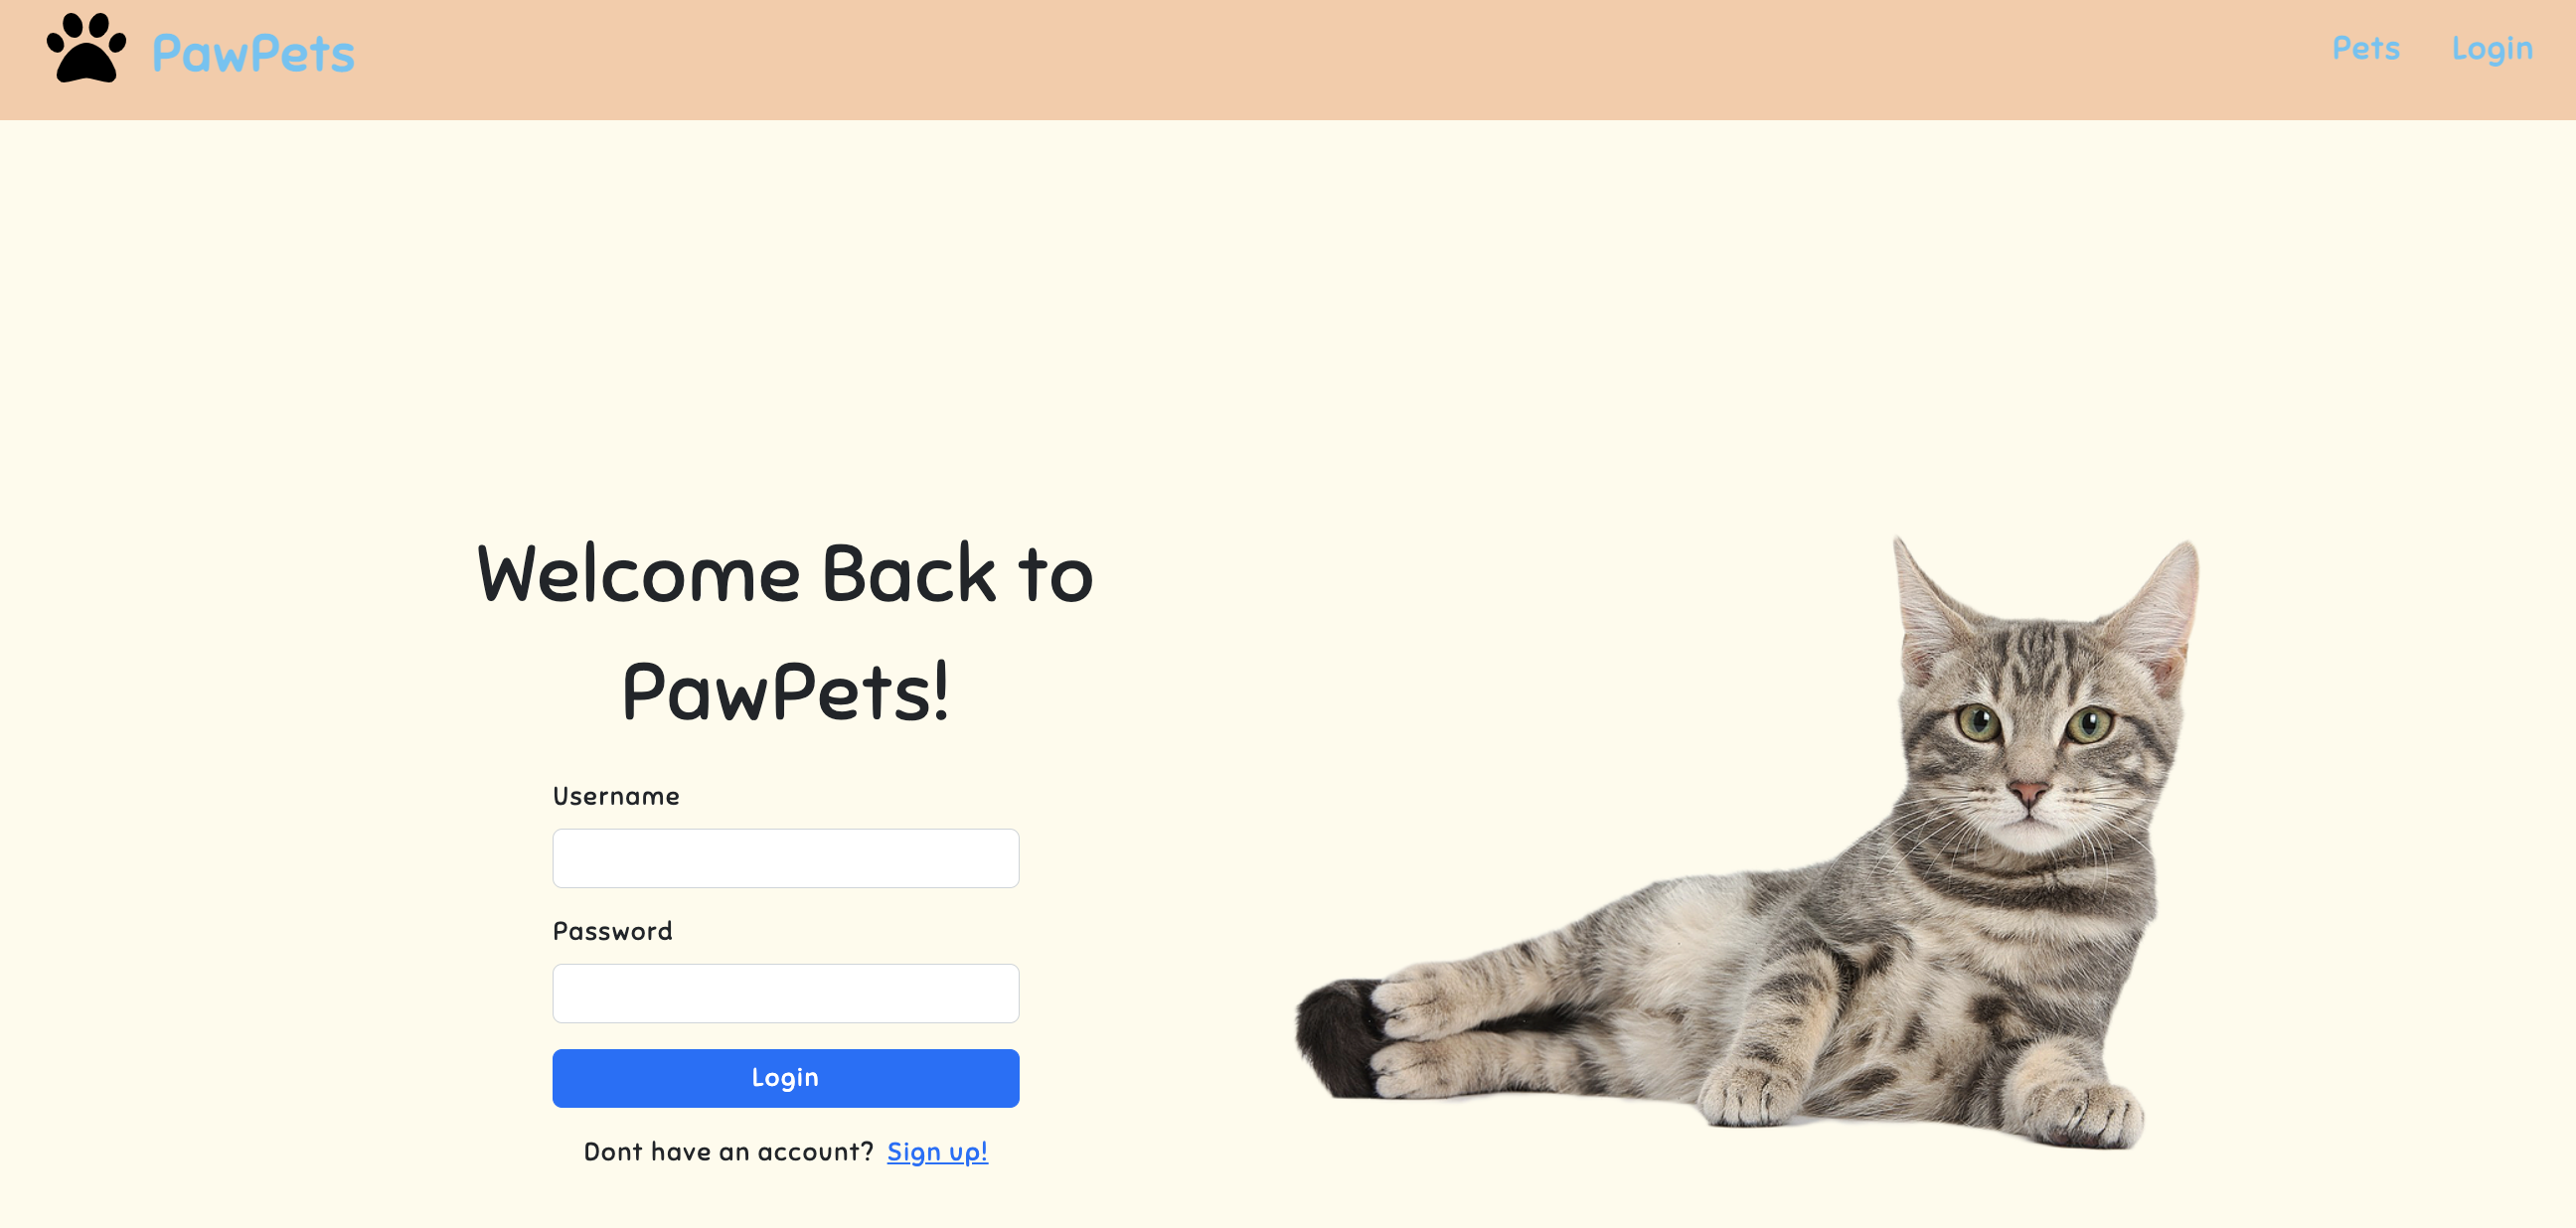 PawPets
Pets
Login
Welcome Back to
PawPets!
Username
Password
Login
Dont have an account? Sign up!